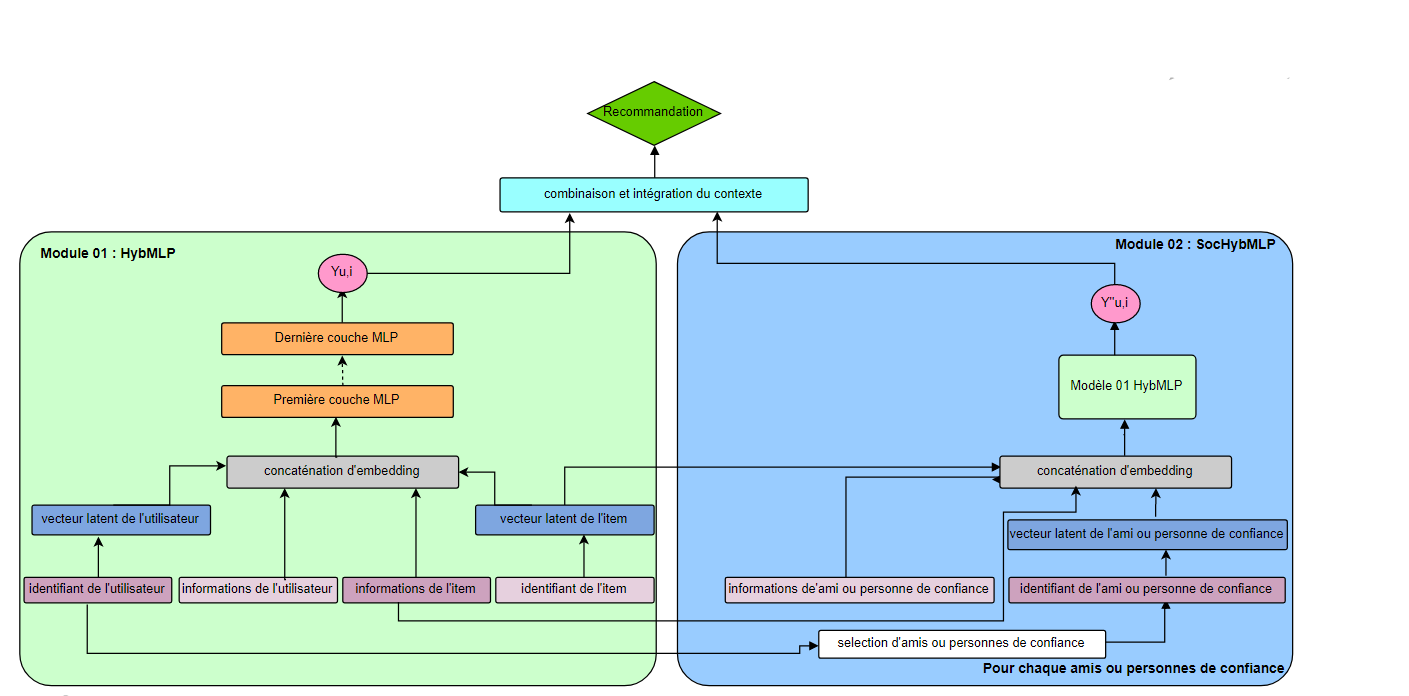 Recommandation
combinaison et intégration du contexte
Module 01 : HybMLP
Yu,i
Dernière couche MLP
Première couche MLP
concaténation d'embedding
vecteur latent de l'utilisateur
vecteur latent de l'item
identifiant de l'utilisateur
informations de l'utilisateur
informations de l'item
identifiant de l'item
Module 02 : SocHybMLP
Y''u,i
Modèle 01 HybMLP
concaténation d'embedding
vecteur latent de l'ami ou personne de confiance
informations de'ami ou personne de confiance
identifiant de l'ami ou personne de confiance
selection d'amis ou personnes de confiance
Pour chaque amis ou personnes de confiance